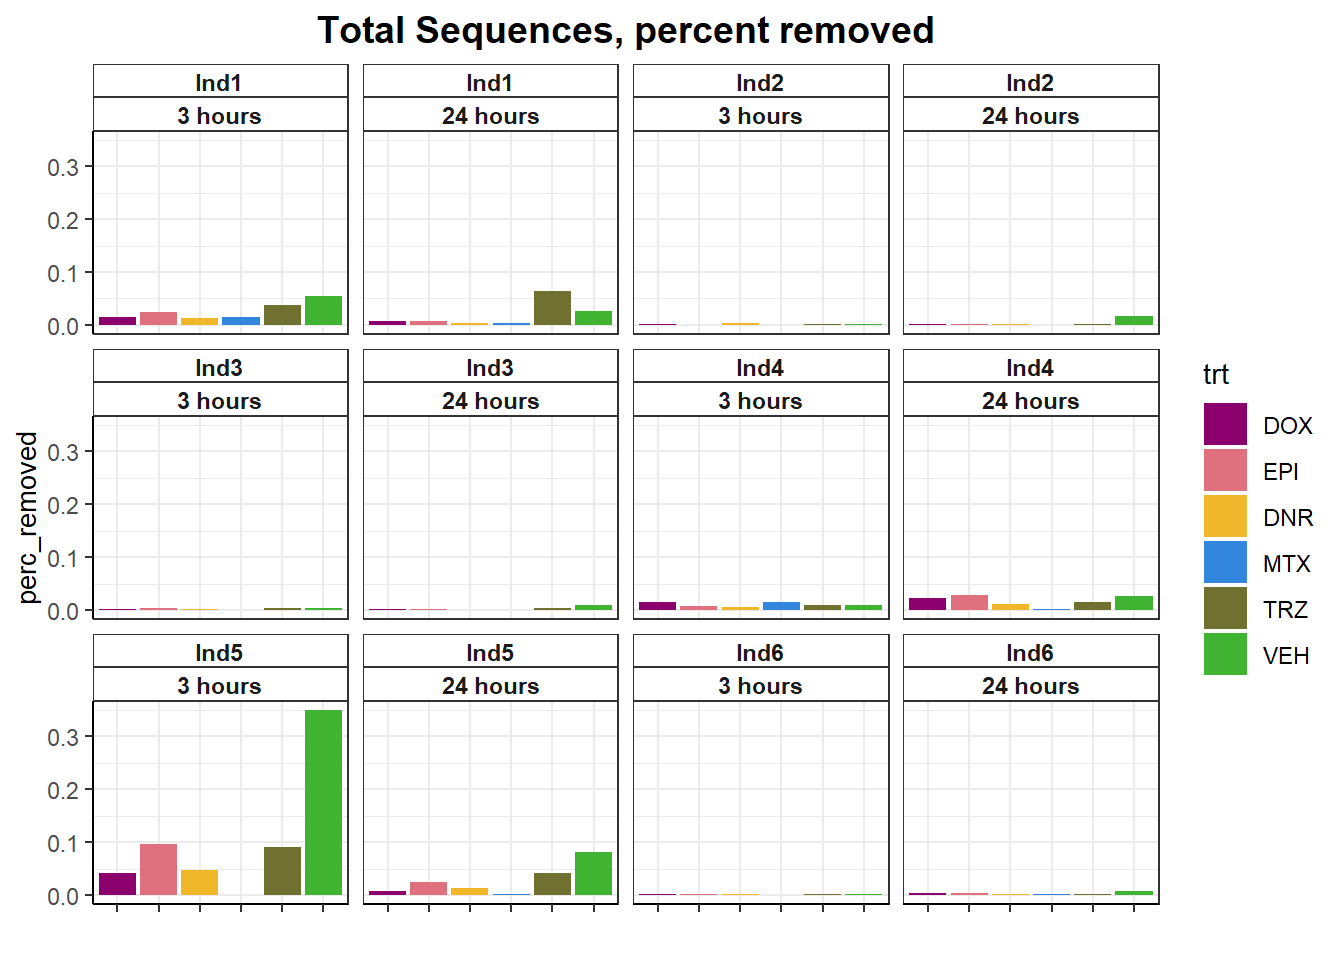 Total Sequences, percent removed
Ind1 Ind1 Ind2 Ind2
3 hours 24 hours 3 hours 24 hours
0.3
0.2
0.1
0.0
Ind3 Ind3 Ind4 Ind4
3 hours 24 hours 3 hours 24 hours
0.3
0.2
0.1
0.0
Ind5 Ind5 Ind6 Ind6
3 hours 24 hours 3 hours 24 hours
0.3
0.2
0.1
0.0
perc_removed
trt
DOX
EPI
DNR
MTX
TRZ
VEH